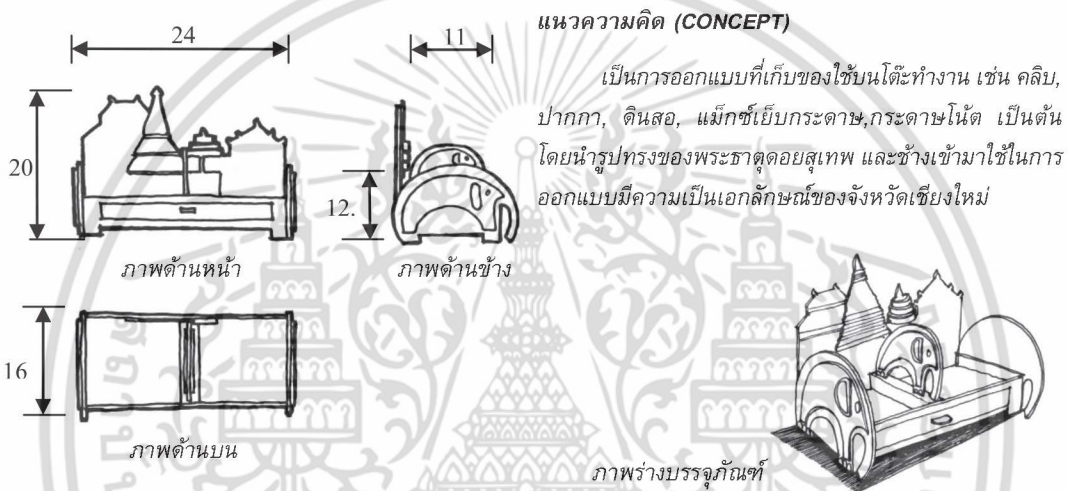 แนวความคิด (CONCEPT)
เป็นการออกแบบที่เก็บของใช้บนโต๊ะทำงาน เช่น คลิบ,
ปากกา, ดินสอ, แม็กซ์เย็บกระดาษ,กระดาษโน้ต เป็นต้น
โดยนำรูปทรงของพระธาตุดอยสุเทพ และช้างเข้ามาใช้ในการ
ออกแบบมีความเป็นเอกลักษณ์ของจังหวัดเชียงใหม่
24
11
20
12.
ภาพด้านหน้า
ภาพด้านข้าง
16
ภาพด้านบน
ภาพร่างบรรจุภัณฑ์